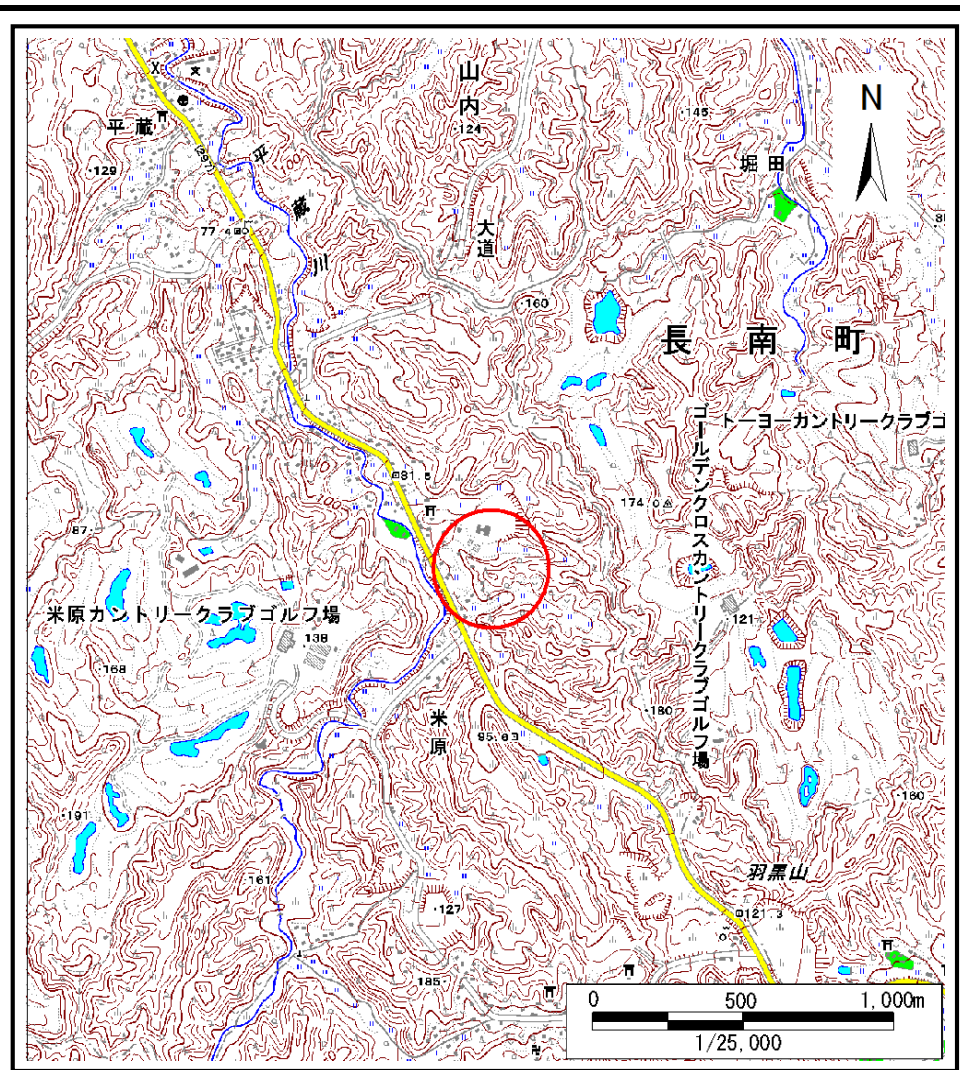 山内
・124
・145
N
平蔵
堀田
・129
(297)
平蔵川
100
77.4
大道
・160
長南町
トーヨーカントリークラブゴ
ゴールデンクロスカントリークラブゴルフ場
81.8
174.0
100
87・
121
米原カントリークラブゴルフ場
138
・168
米原
・180
95.8
・160
・191
羽黒山
・161
・127
121.3
185・
0 500 1,000m
1/25,000